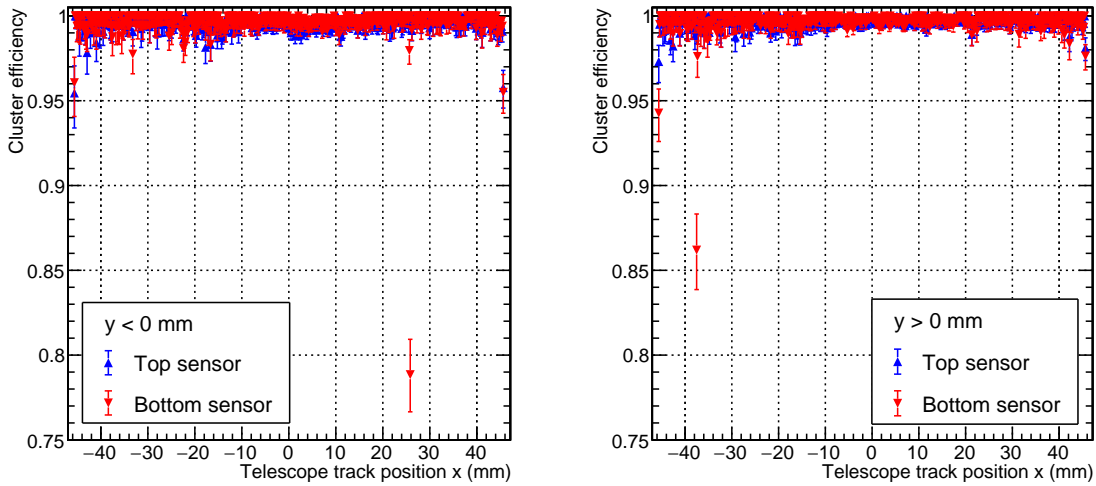 Cluster efficiency
1
0.95
0.9
0.85
0.8
0.75
y < 0 mm
Top sensor
Bottom sensor
−40 −30 −20 −10 0 10 20 30 40
Telescope track position x (mm)
Cluster efficiency
1
0.95
0.9
0.85
0.8
0.75
y > 0 mm
Top sensor
Bottom sensor
−40 −30 −20 −10 0 10 20 30 40
Telescope track position x (mm)